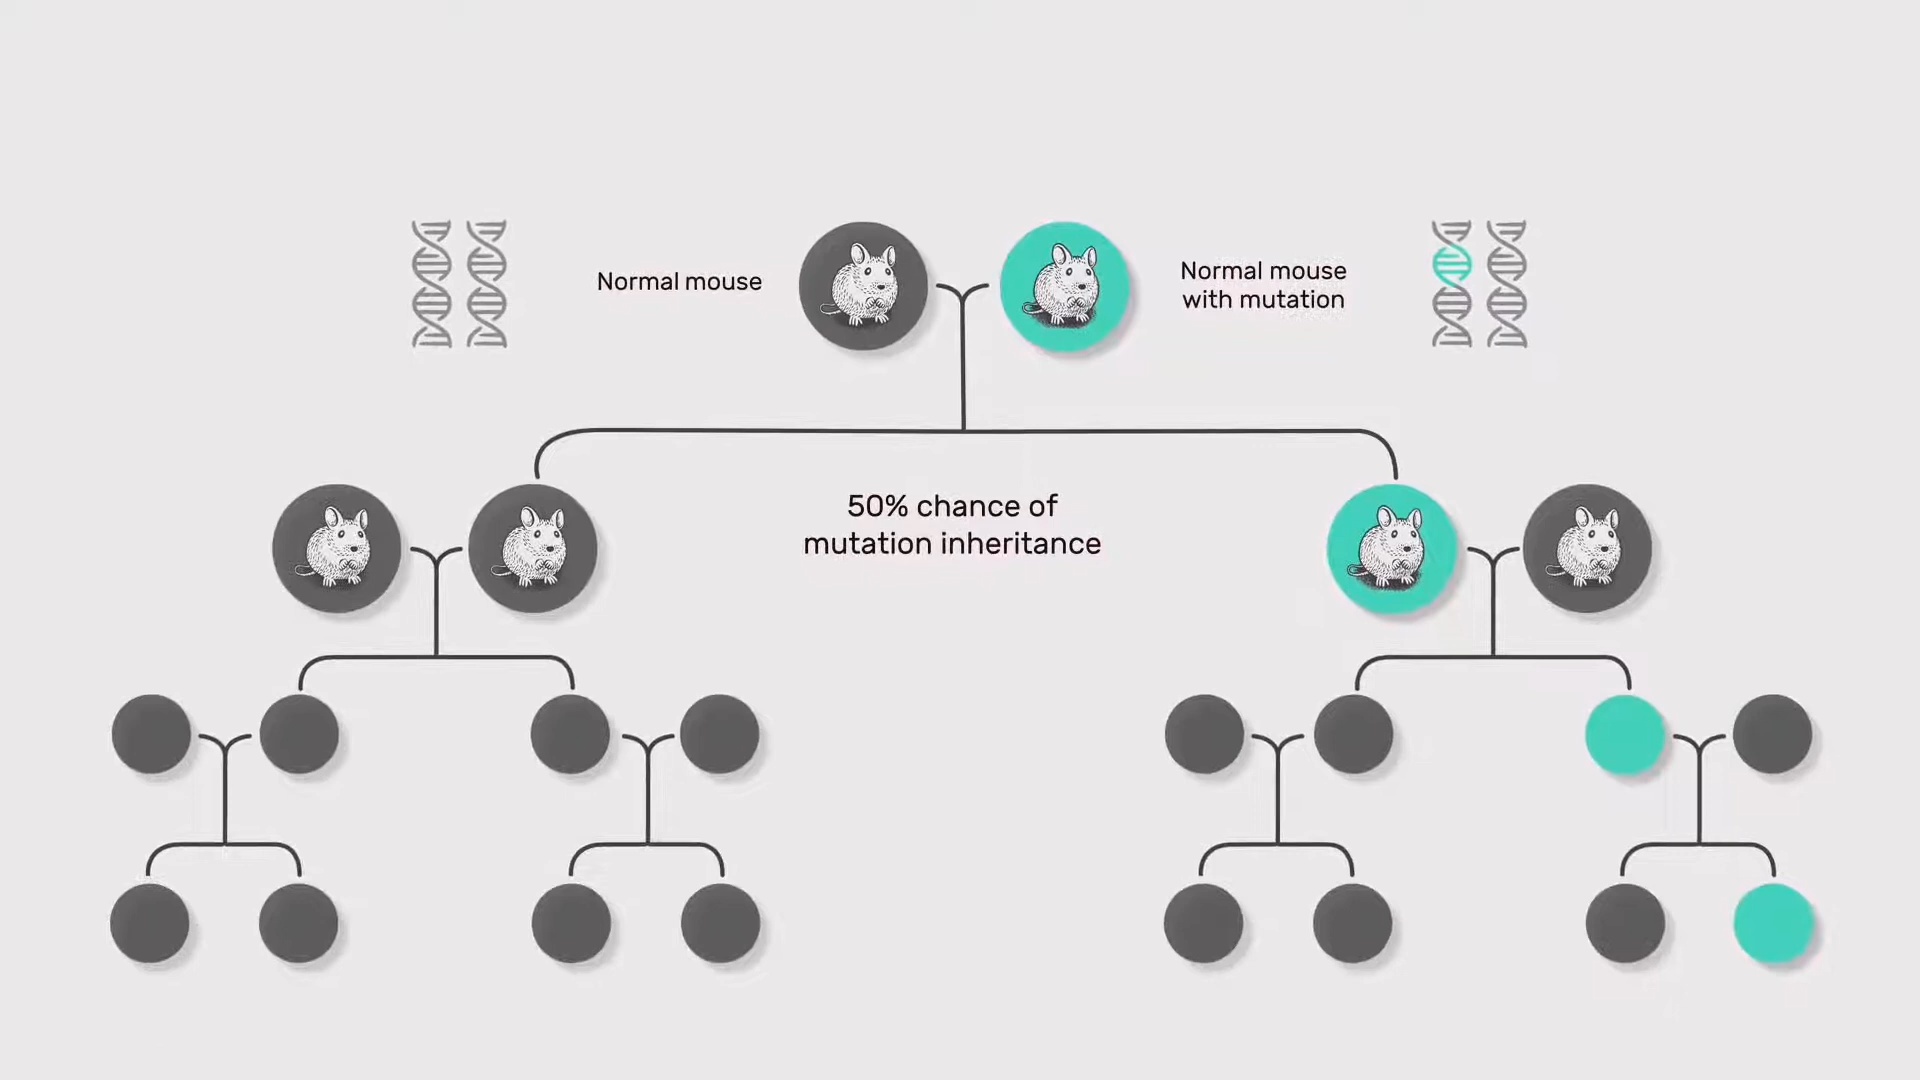 Normal mouse
Normal mouse
with mutation
50% chance of
mutation inheritance